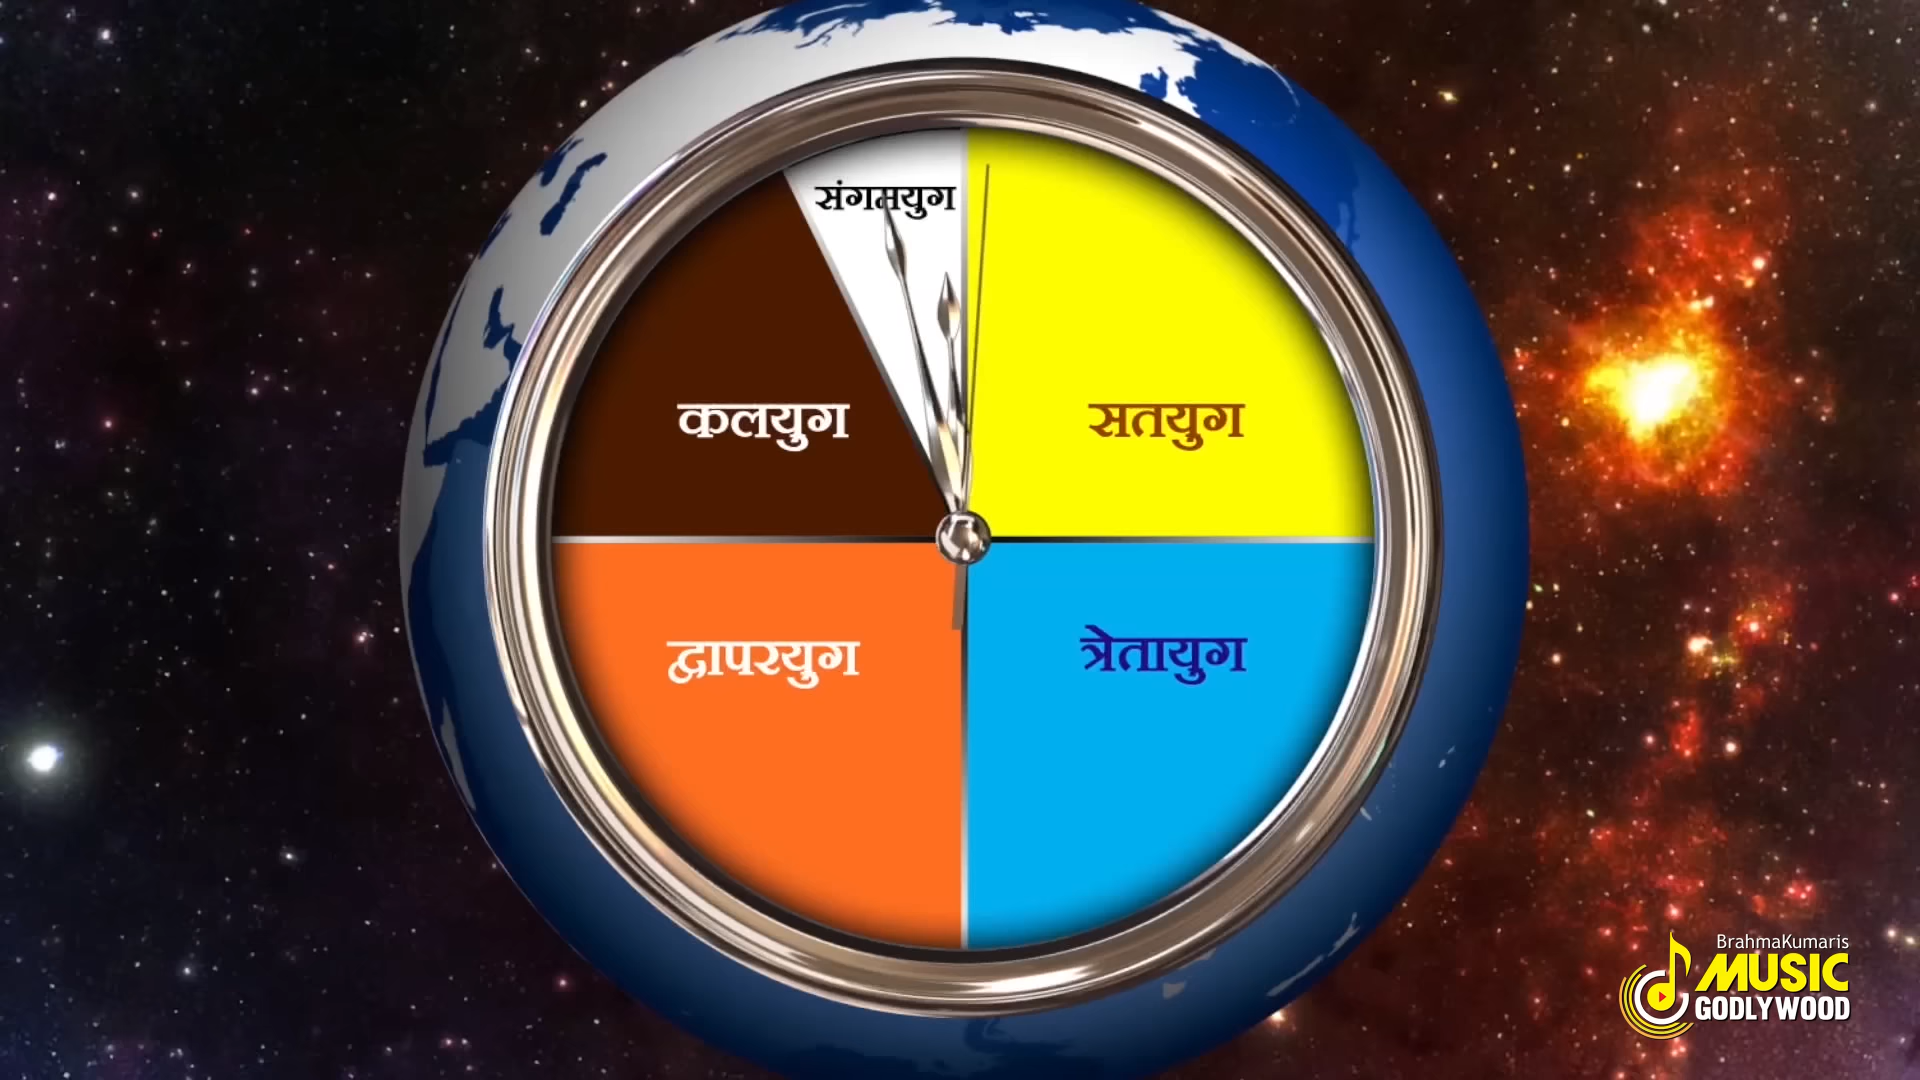 संगमयुग
कलयुग
सतयुग
द्वापरयुग
त्रेतायुग
BrahmaKumaris
MUSIC
GODLYWOOD